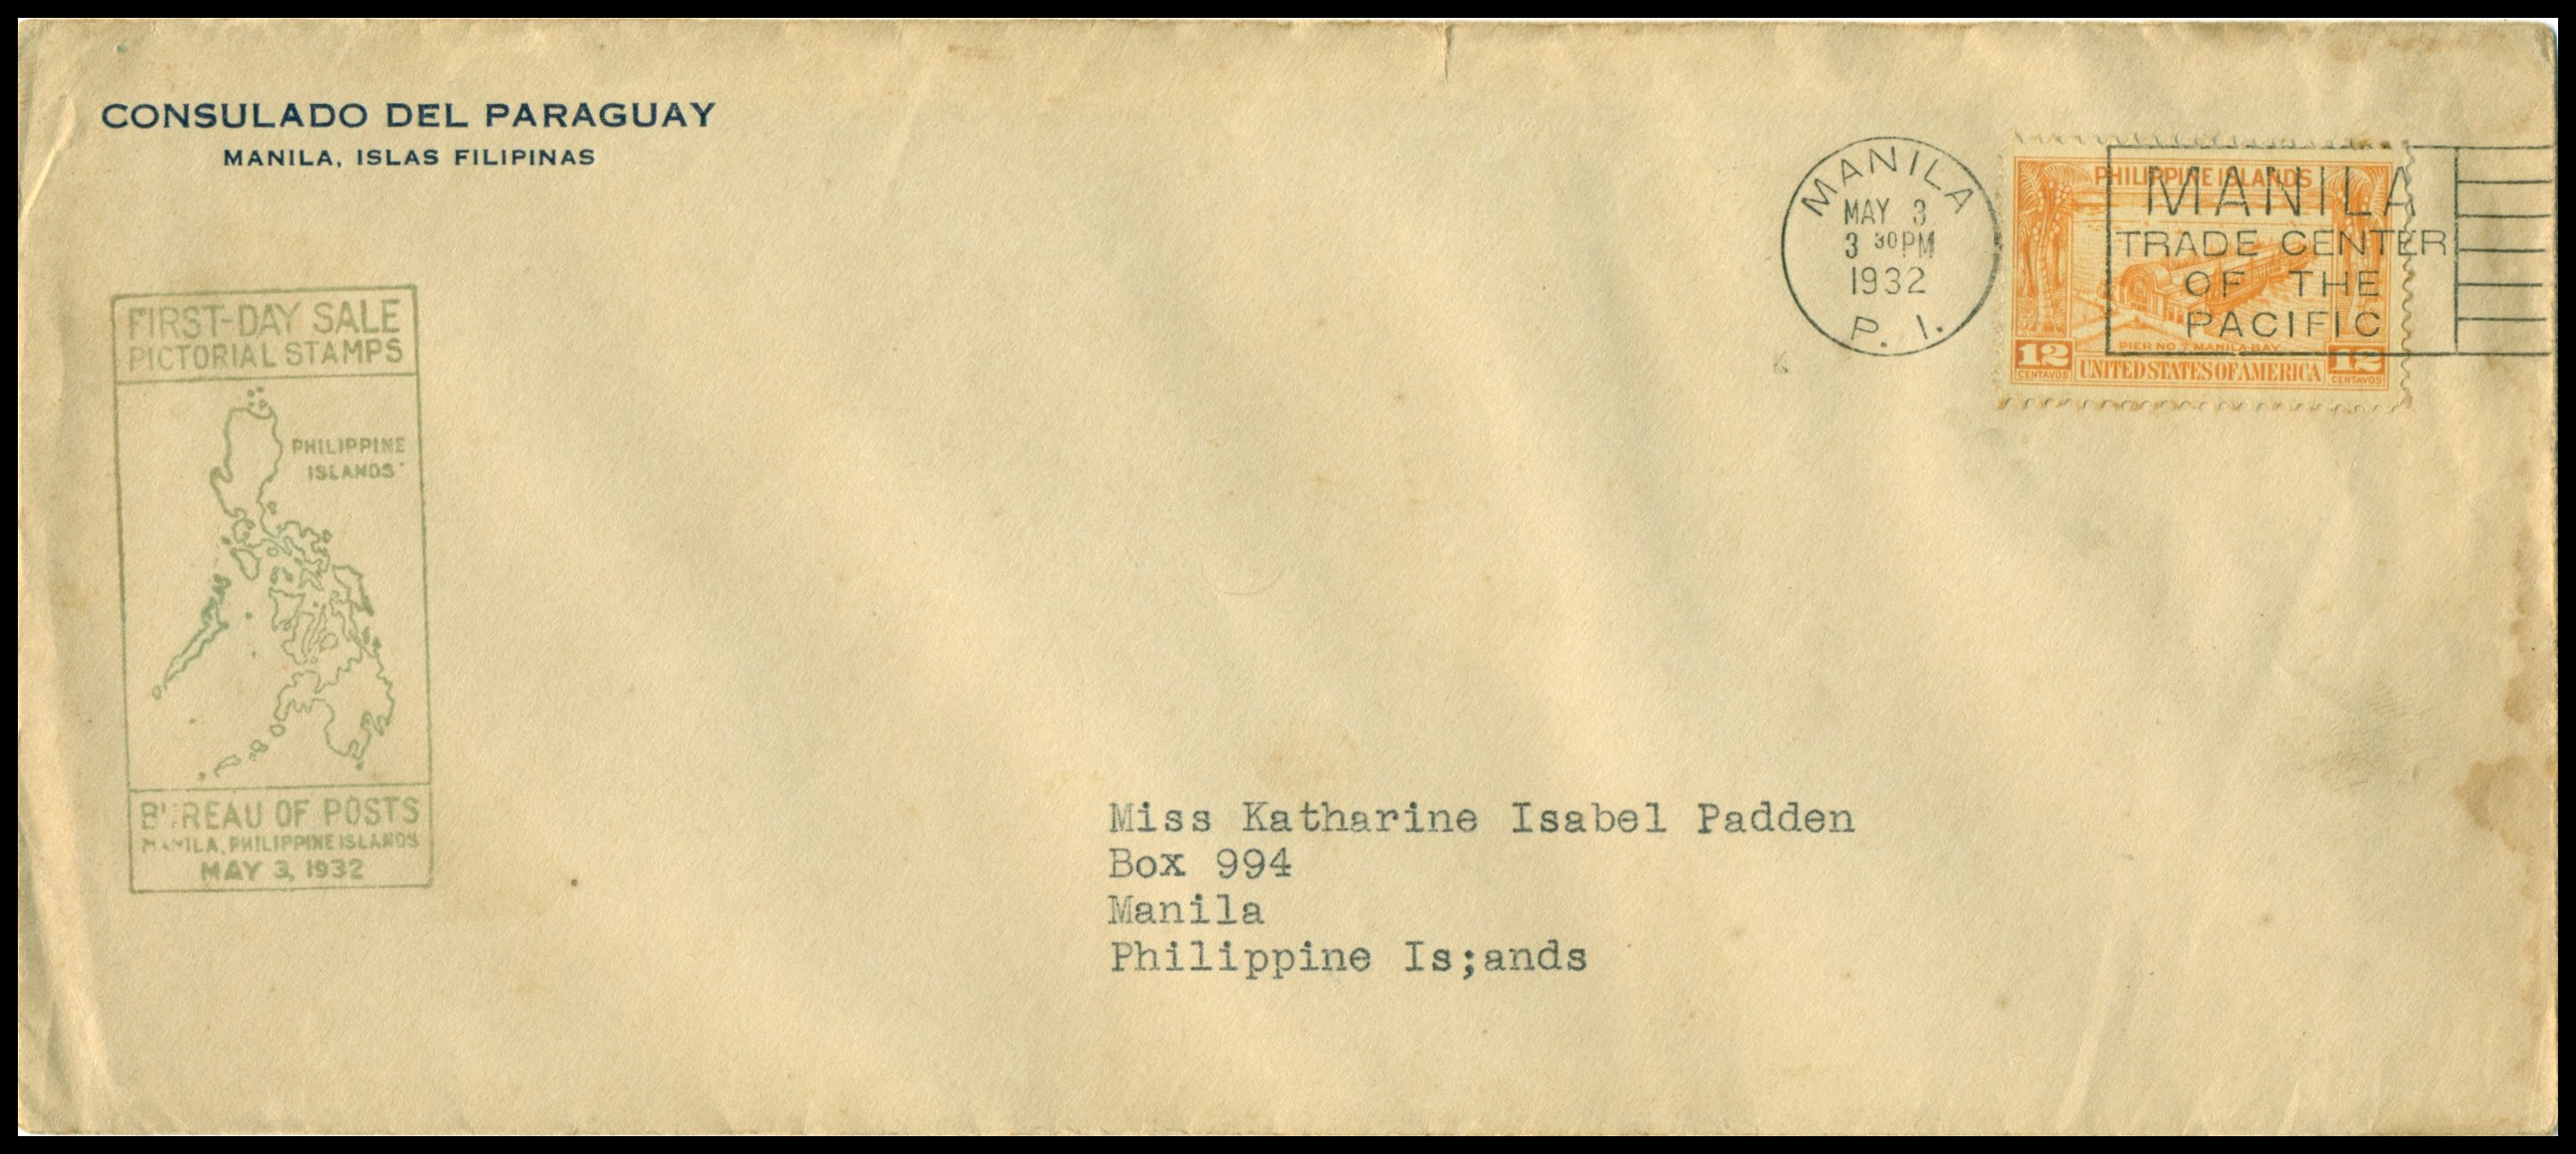 CONSULADO DEL PARAGUAY
MANILA, ISLAS FILIPINAS
FIRST-DAY SALE
PICTORIAL STAMPS
PHILIPPINE
ISLANDS
BUREAU OF POSTS
MANILA, PHILIPPINE ISLANDS
MAY 3, 1932
MANILA
MAY 3
3 30PM
1932
P. I.
MANILA
TRADE CENTER
OF THE
PACIFIC
PHILIPPINE ISLANDS
PIER NO. 7 MANILA BAY
12 12
CENTAVOS UNITED STATES OF AMERICA CENTAVOS
Miss Katharine Isabel Padden
Box 994
Manila
Philippine Is;ands